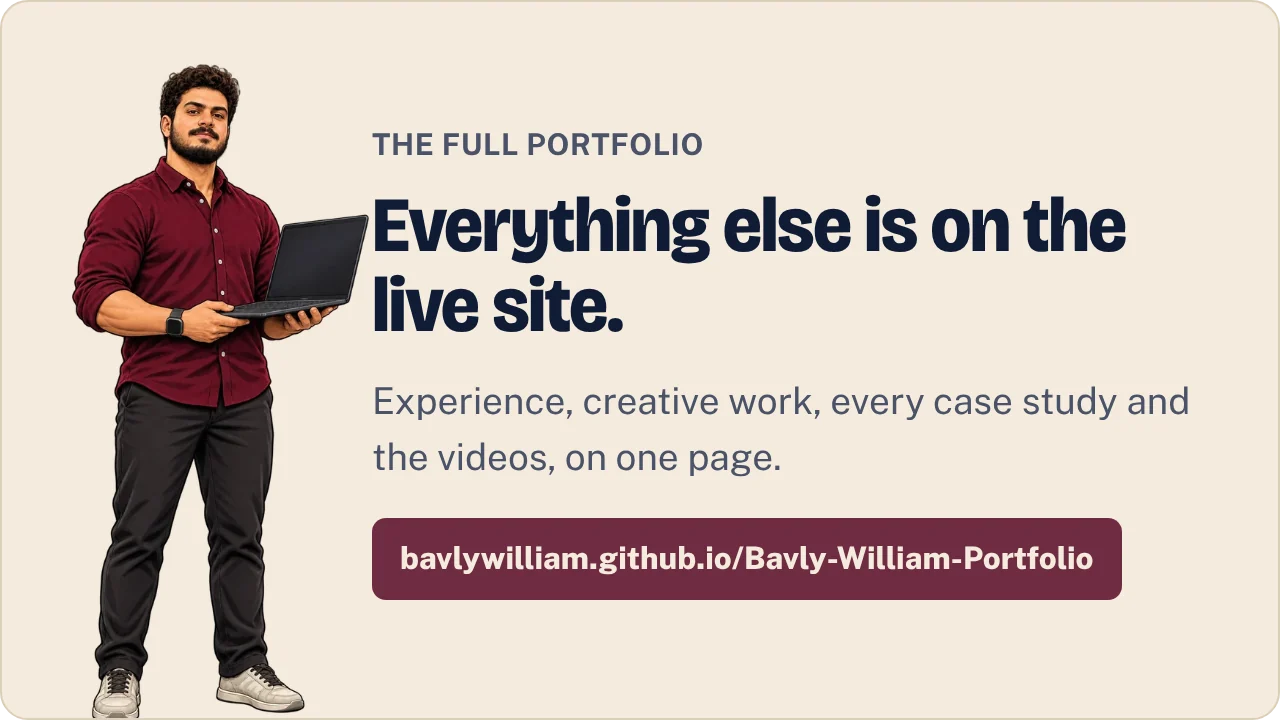 THE FULL PORTFOLIO
Everything else is on the
live site.
Experience, creative work, every case study and
the videos, on one page.
bavlywilliam.github.io/Bavly-William-Portfolio